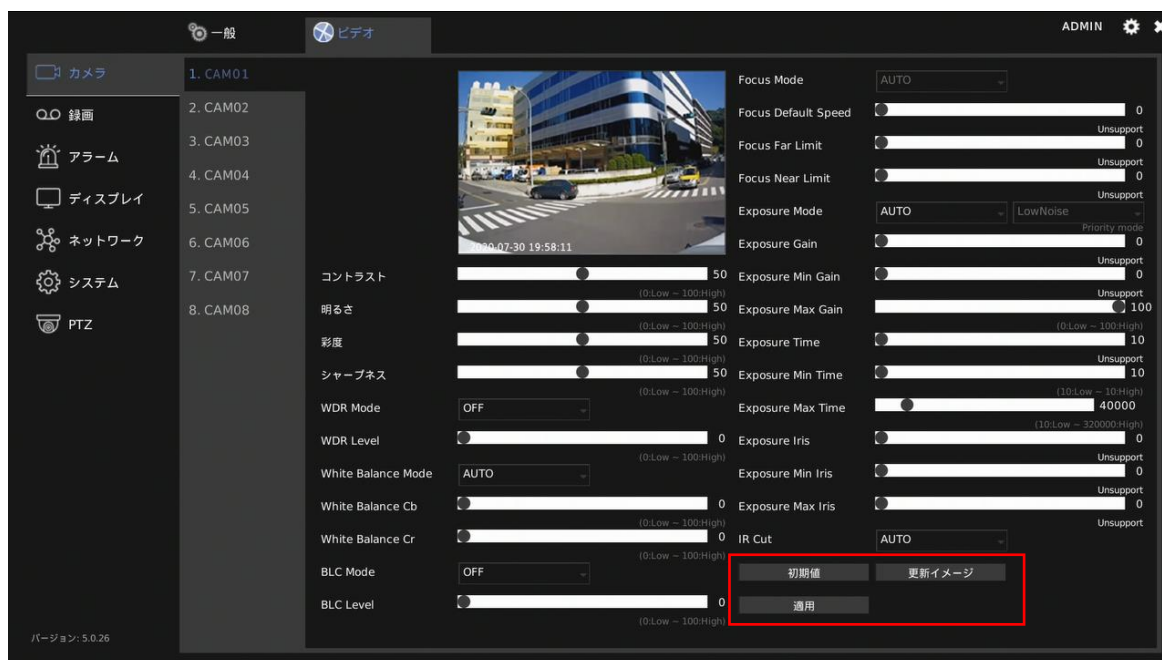 一般
ビデオ
ADMIN
カメラ
録画
アラーム
ディスプレイ
ネットワーク
システム
PTZ
バージョン: 5.0.26
1. CAM01
2. CAM02
3. CAM03
4. CAM04
5. CAM05
6. CAM06
7. CAM07
8. CAM08
2020-07-30 19:58:11
コントラスト 50
(0:Low ~ 100:High)
明るさ 50
(0:Low ~ 100:High)
彩度 50
(0:Low ~ 100:High)
シャープネス 50
(0:Low ~ 100:High)
WDR Mode OFF
WDR Level 0
(0:Low ~ 100:High)
White Balance Mode AUTO
White Balance Cb 0
(0:Low ~ 100:High)
White Balance Cr 0
(0:Low ~ 100:High)
BLC Mode OFF
BLC Level 0
(0:Low ~ 100:High)
Focus Mode AUTO
Focus Default Speed 0
Unsupport
Focus Far Limit 0
Unsupport
Focus Near Limit 0
Unsupport
Exposure Mode AUTO LowNoise
Priority mode
Exposure Gain 0
Unsupport
Exposure Min Gain 0
Unsupport
Exposure Max Gain 100
(0:Low ~ 100:High)
Exposure Time 10
Unsupport
Exposure Min Time 10
(10:Low ~ 10:High)
Exposure Max Time 40000
(10:Low ~ 320000:High)
Exposure Iris 0
Unsupport
Exposure Min Iris 0
Unsupport
Exposure Max Iris 0
Unsupport
IR Cut AUTO
初期値 更新イメージ
適用